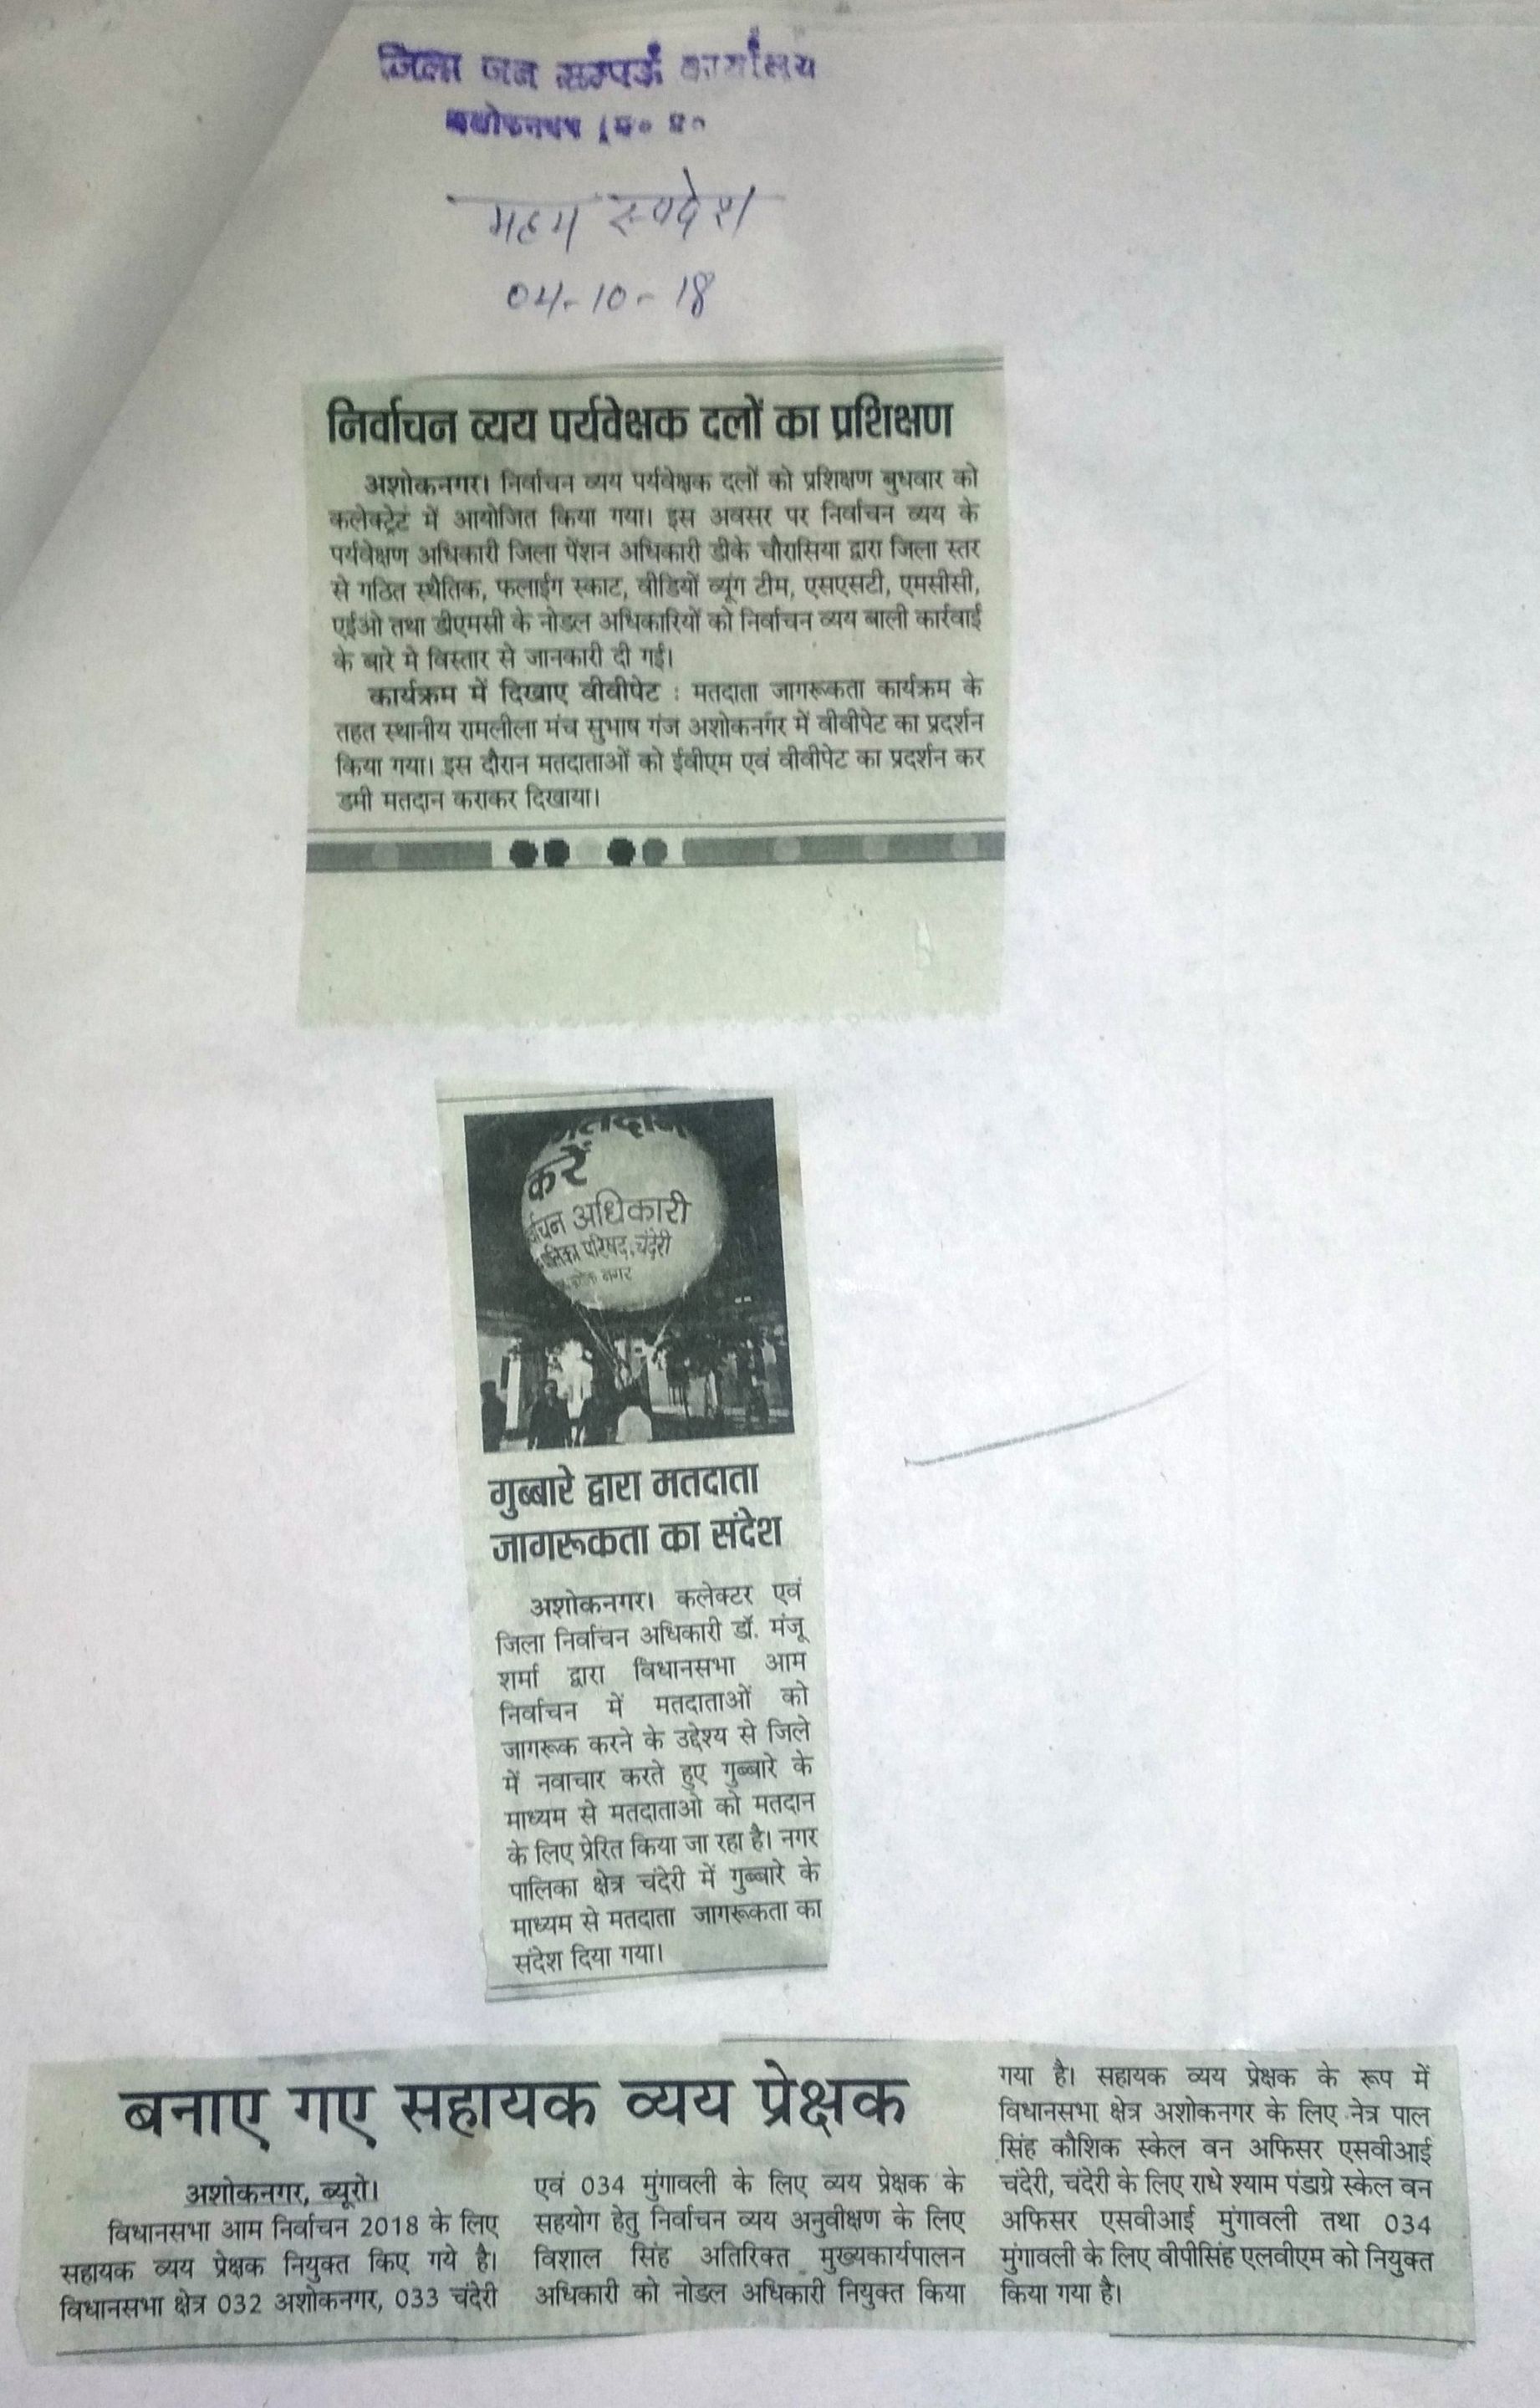 जिला जन सम्पर्क कार्यालय
अशोकनगर (म० प्र०
04-10-18
निर्वाचन व्यय पर्यवेक्षक दलों का प्रशिक्षण
अशोकनगर। निर्वाचन व्यय पर्यवेक्षक दलों को प्रशिक्षण बुधवार को
कलेक्ट्रेट में आयोजित किया गया। इस अवसर पर निर्वाचन व्यय के
पर्यवेक्षण अधिकारी जिला पेंशन अधिकारी डीके चौरासिया द्वारा जिला स्तर
से गठित स्थैतिक, फलाईंग स्काट, वीडियों व्यूंग टीम, एसएसटी, एमसीसी,
एईओ तथा डीएमसी के नोडल अधिकारियों को निर्वाचन व्यय बाली कार्रवाई
के बारे मे विस्तार से जानकारी दी गई।
कार्यक्रम में दिखाए वीवीपेट : मतदाता जागरूकता कार्यक्रम के
तहत स्थानीय रामलीला मंच सुभाष गंज अशोकनगर में वीवीपेट का प्रदर्शन
किया गया। इस दौरान मतदाताओं को ईवीएम एवं वीवीपेट का प्रदर्शन कर
डमी मतदान कराकर दिखाया।
मतदान
करें
र्वाचन अधिकारी
लिका परिषद, चंदेरी
शोक नगर
गुब्बारे द्वारा मतदाता
जागरूकता का संदेश
अशोकनगर। कलेक्टर एवं
जिला निर्वाचन अधिकारी डॉ. मंजू
शर्मा द्वारा विधानसभा आम
निर्वाचन में मतदाताओं को
जागरूक करने के उद्देश्य से जिले
में नवाचार करते हुए गुब्बारे के
माध्यम से मतदाताओ को मतदान
के लिए प्रेरित किया जा रहा है। नगर
पालिका क्षेत्र चंदेरी में गुब्बारे के
माध्यम से मतदाता जागरूकता का
संदेश दिया गया।
बनाए गए सहायक व्यय प्रेक्षक
अशोकनगर, ब्यूरो।
विधानसभा आम निर्वाचन 2018 के लिए
सहायक व्यय प्रेक्षक नियुक्त किए गये है।
विधानसभा क्षेत्र 032 अशोकनगर, 033 चंदेरी
एवं 034 मुंगावली के लिए व्यय प्रेक्षक के
सहयोग हेतु निर्वाचन व्यय अनुवीक्षण के लिए
विशाल सिंह अतिरिक्त मुख्यकार्यपालन
अधिकारी को नोडल अधिकारी नियुक्त किया
गया है। सहायक व्यय प्रेक्षक के रूप में
विधानसभा क्षेत्र अशोकनगर के लिए नेत्र पाल
सिंह कौशिक स्केल वन अफिसर एसवीआई
चंदेरी, चंदेरी के लिए राधे श्याम पंडाग्रे स्केल वन
अफिसर एसवीआई मुंगावली तथा 034
मुंगावली के लिए वीपीसिंह एलवीएम को नियुक्त
किया गया है।